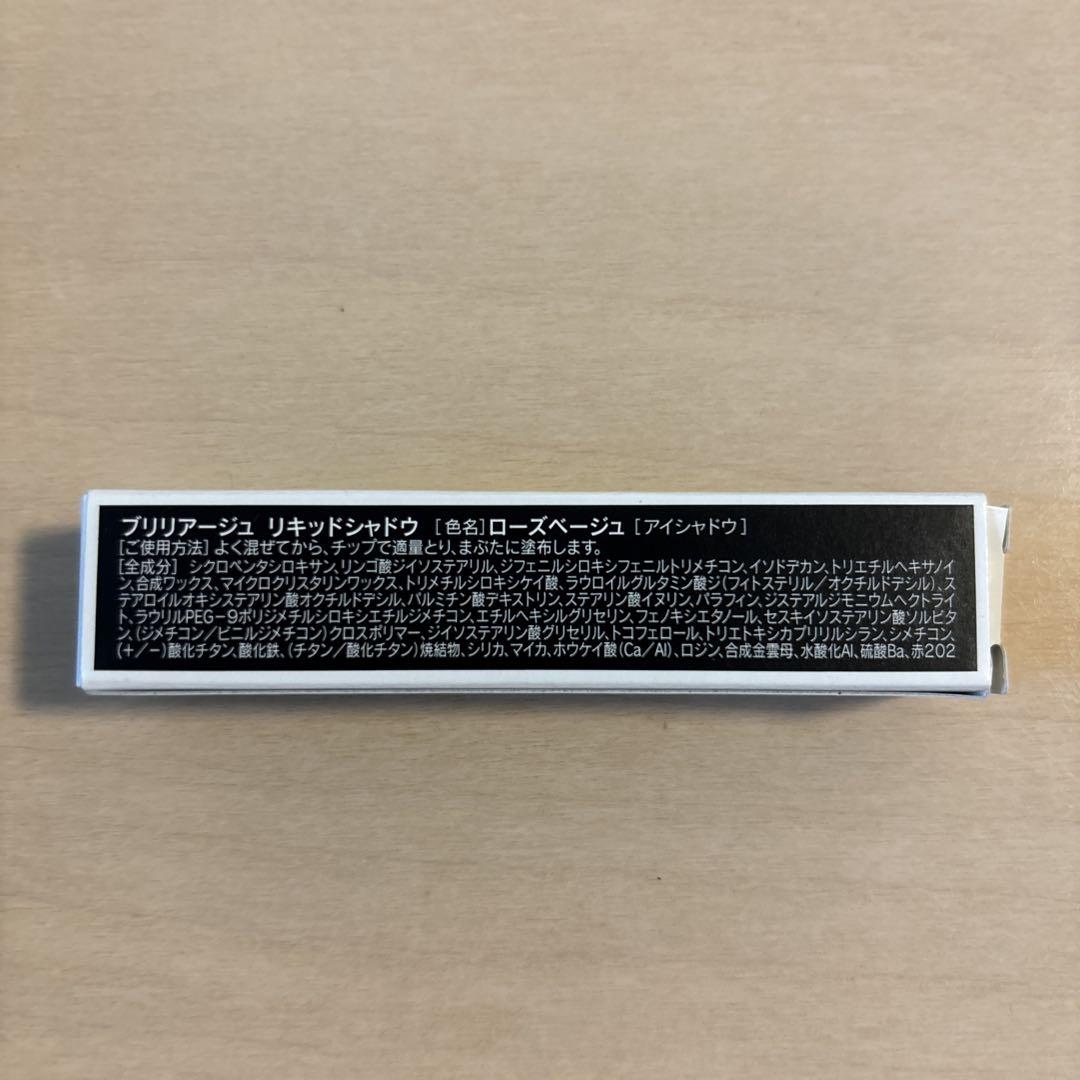 ブリリアージュ リキッドシャドウ [色名]ローズベージュ [アイシャドウ]
[ご使用方法] よく混ぜてから、チップで適量とり、まぶたに塗布します。
[全成分] シクロペンタシロキサン、リンゴ酸ジイソステアリル、ジフェニルシロキシフェニルトリメチコン、イソドデカン、トリエチルヘキサノイ
ン、合成ワックス、マイクロクリスタリンワックス、トリメチルシロキシケイ酸、ラウロイルグルタミン酸ジ(フィトステリル/オクチルドデシル)、ス
テアロイルオキシステアリン酸オクチルドデシル、パルミチン酸デキストリン、ステアリン酸イヌリン、パラフィン、ジステアルジモニウムヘクトライ
ト、ラウリルPEG-9ポリジメチルシロキシエチルジメチコン、エチルヘキシルグリセリン、フェノキシエタノール、セスキイソステアリン酸ソルビタ
ン、(ジメチコン/ビニルジメチコン)クロスポリマー、ジイソステアリン酸グリセリル、トコフェロール、トリエトキシカプリリルシラン、シメチコン、
(+/-)酸化チタン、酸化鉄、(チタン/酸化チタン)焼結物、シリカ、マイカ、ホウケイ酸(Ca/Al)、ロジン、合成金雲母、水酸化Al、硫酸Ba、赤202